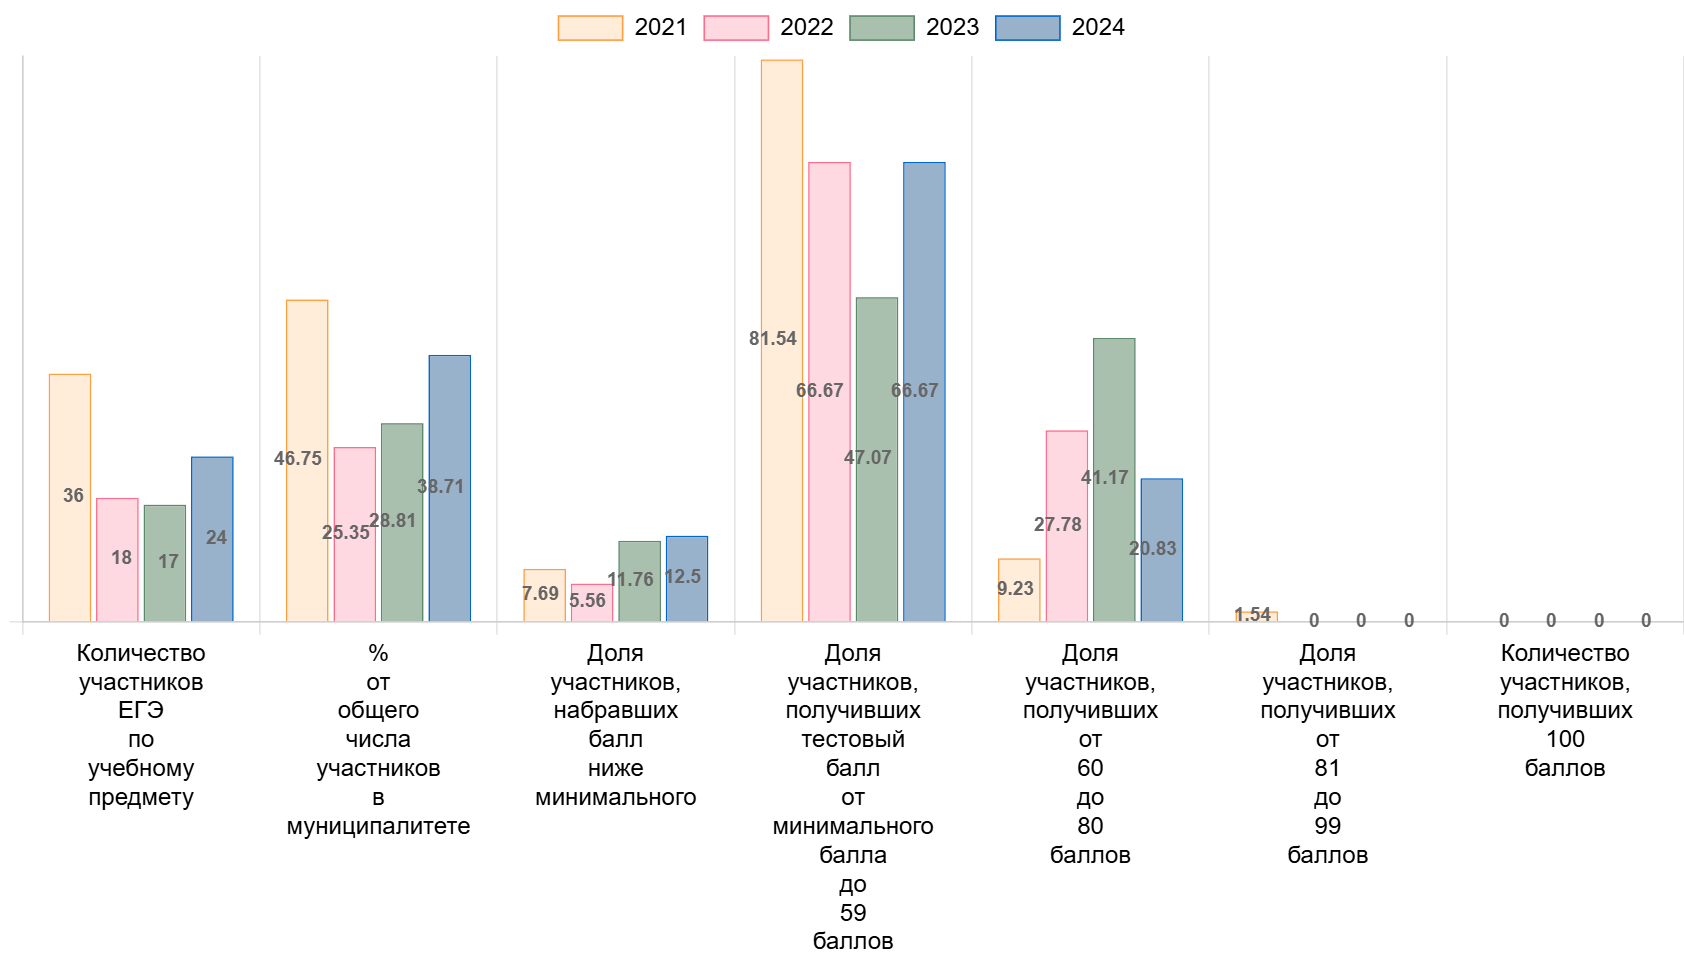 2021 2022 2023 2024
36 18 17 24
46.75 25.35 28.81 38.71
7.69 5.56 11.76 12.5
81.54 66.67 47.07 66.67
9.23 27.78 41.17 20.83
1.54 0 0 0
0 0 0 0
Количество
участников
ЕГЭ
по
учебному
предмету
%
от
общего
числа
участников
в
муниципалитете
Доля
участников,
набравших
балл
ниже
минимального
Доля
участников,
получивших
тестовый
балл
от
минимального
балла
до
59
баллов
Доля
участников,
получивших
от
60
до
80
баллов
Доля
участников,
получивших
от
81
до
99
баллов
Количество
участников,
получивших
100
баллов